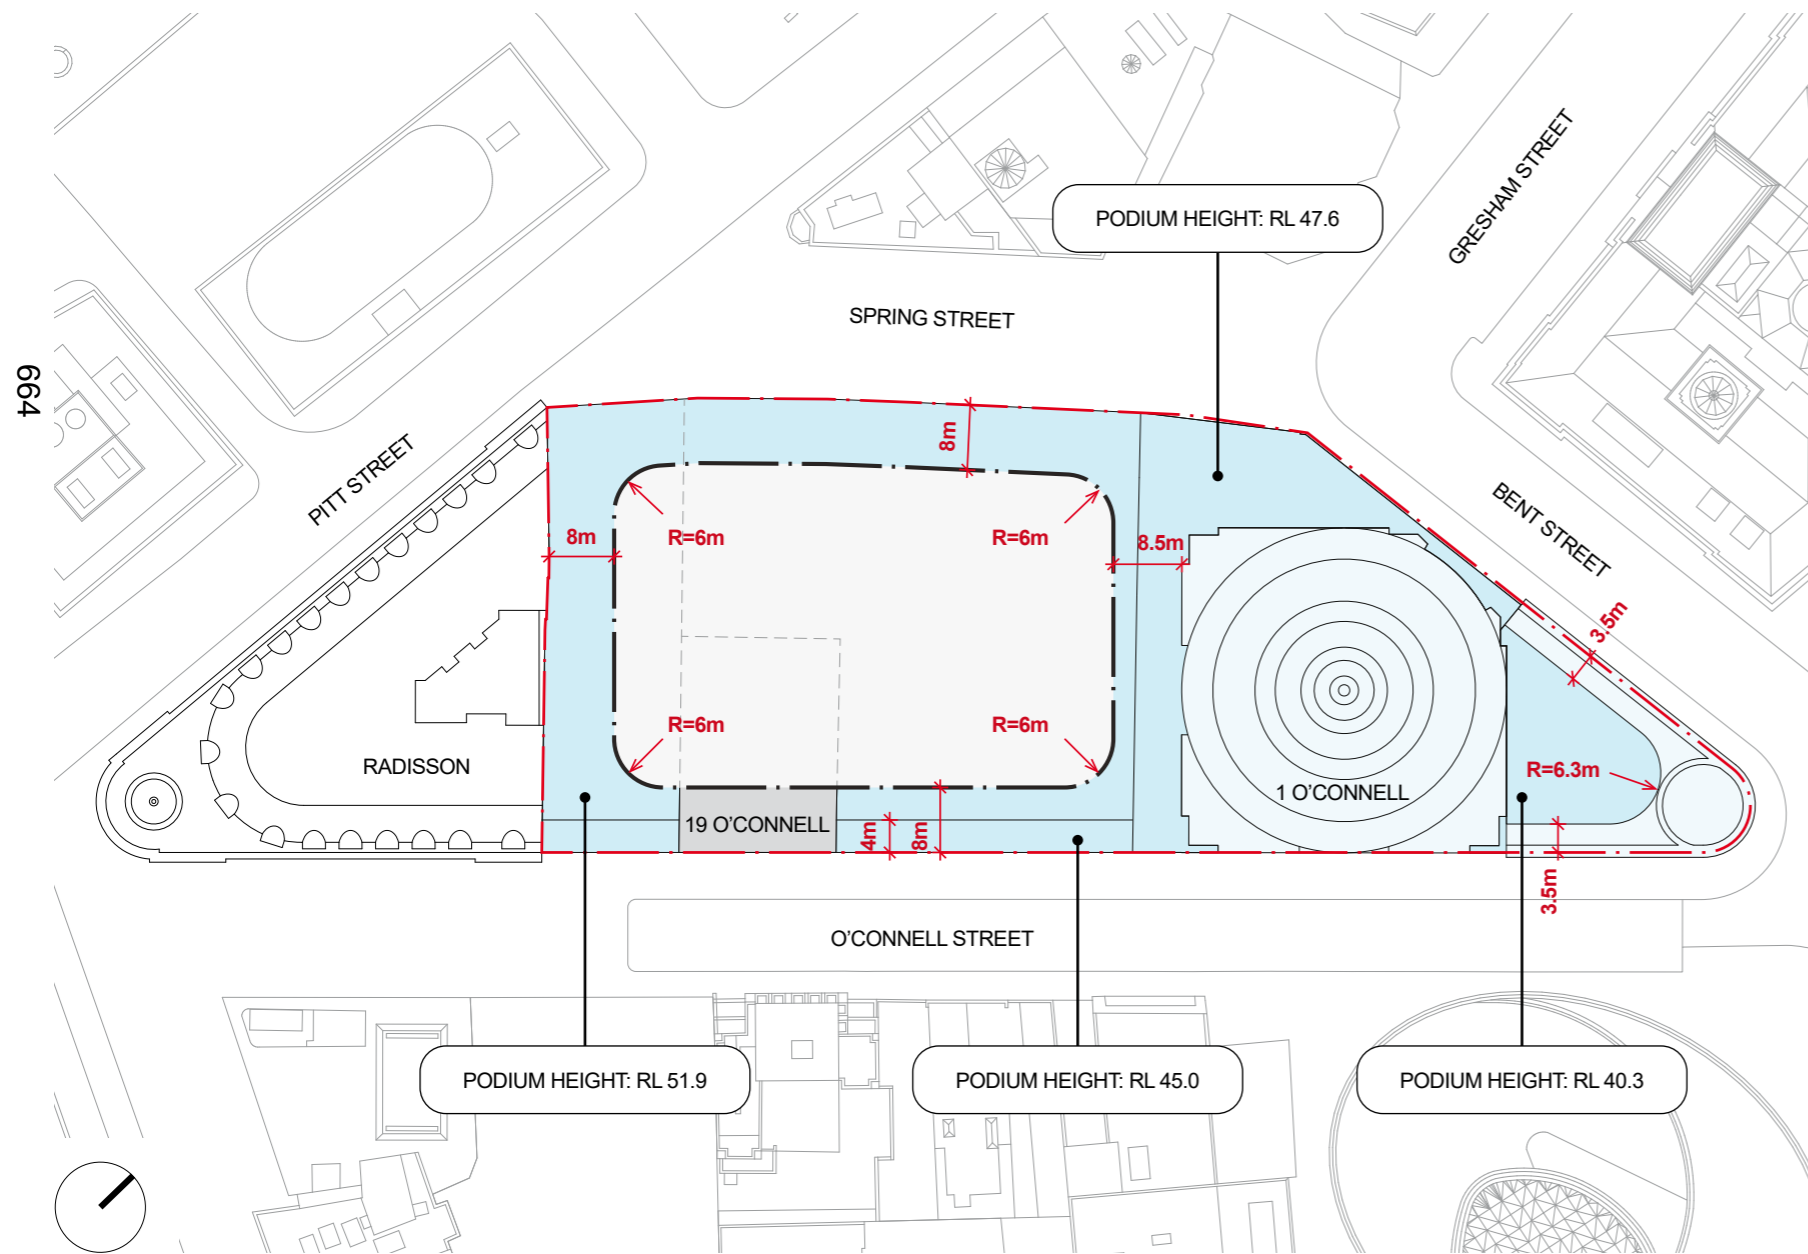 664
PODIUM HEIGHT: RL 47.6
GRESHAM STREET
SPRING STREET
PITT STREET
8m
BENT STREET
8m
R=6m
R=6m
8.5m
3.5m
R=6m
R=6m
RADISSON
R=6.3m
1 O'CONNELL
19 O'CONNELL
4m
8m
3.5m
O'CONNELL STREET
PODIUM HEIGHT: RL 51.9
PODIUM HEIGHT: RL 45.0
PODIUM HEIGHT: RL 40.3